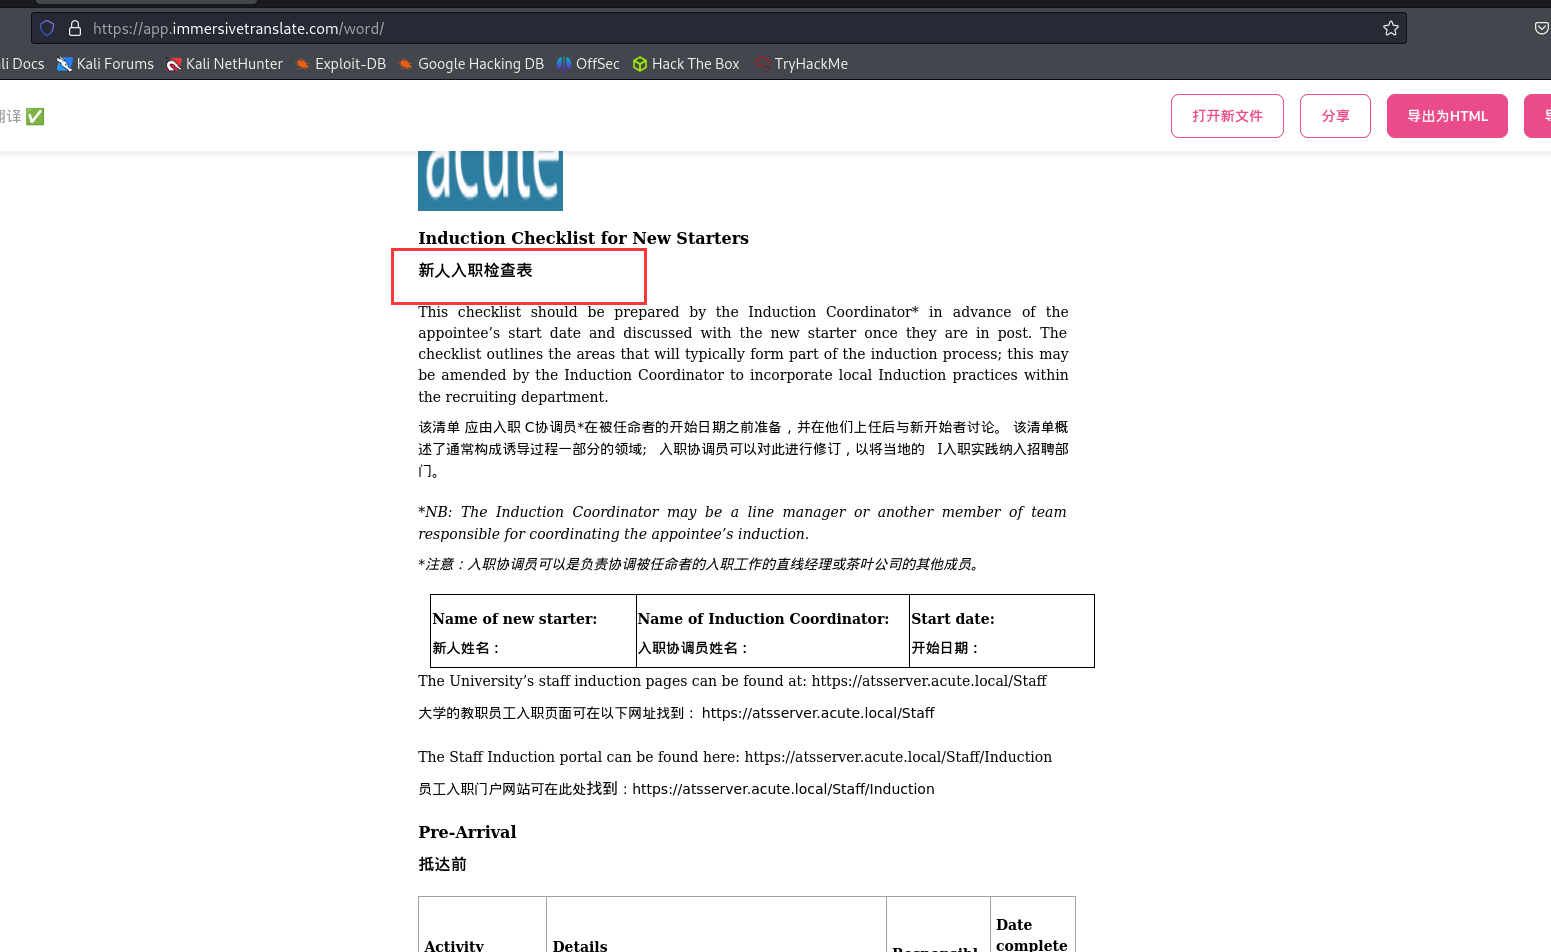 https://app.immersivetranslate.com/word/
li Docs
Kali Forums
Kali NetHunter
Exploit-DB
Google Hacking DB
OffSec
Hack The Box
TryHackMe
翻译 ✅
打开新文件
分享
导出为HTML
acute
Induction Checklist for New Starters
新人入职检查表
This checklist should be prepared by the Induction Coordinator* in advance of the
appointee’s start date and discussed with the new starter once they are in post. The
checklist outlines the areas that will typically form part of the induction process; this may
be amended by the Induction Coordinator to incorporate local Induction practices within
the recruiting department.
该清单 应由入职 C协调员*在被任命者的开始日期之前准备，并在他们上任后与新开始者讨论。 该清单概
述了通常构成诱导过程一部分的领域; 入职协调员可以对此进行修订，以将当地的 I入职实践纳入招聘部
门。
*NB: The Induction Coordinator may be a line manager or another member of team
responsible for coordinating the appointee’s induction.
*注意：入职协调员可以是负责协调被任命者的入职工作的直线经理或茶叶公司的其他成员。
Name of new starter:
新人姓名：
Name of Induction Coordinator:
入职协调员姓名：
Start date:
开始日期：
The University’s staff induction pages can be found at: https://atsserver.acute.local/Staff
大学的教职员工入职页面可在以下网址找到： https://atsserver.acute.local/Staff
The Staff Induction portal can be found here: https://atsserver.acute.local/Staff/Induction
员工入职门户网站可在此处找到：https://atsserver.acute.local/Staff/Induction
Pre-Arrival
抵达前
Activity
Details
Responsibl
Date
complete